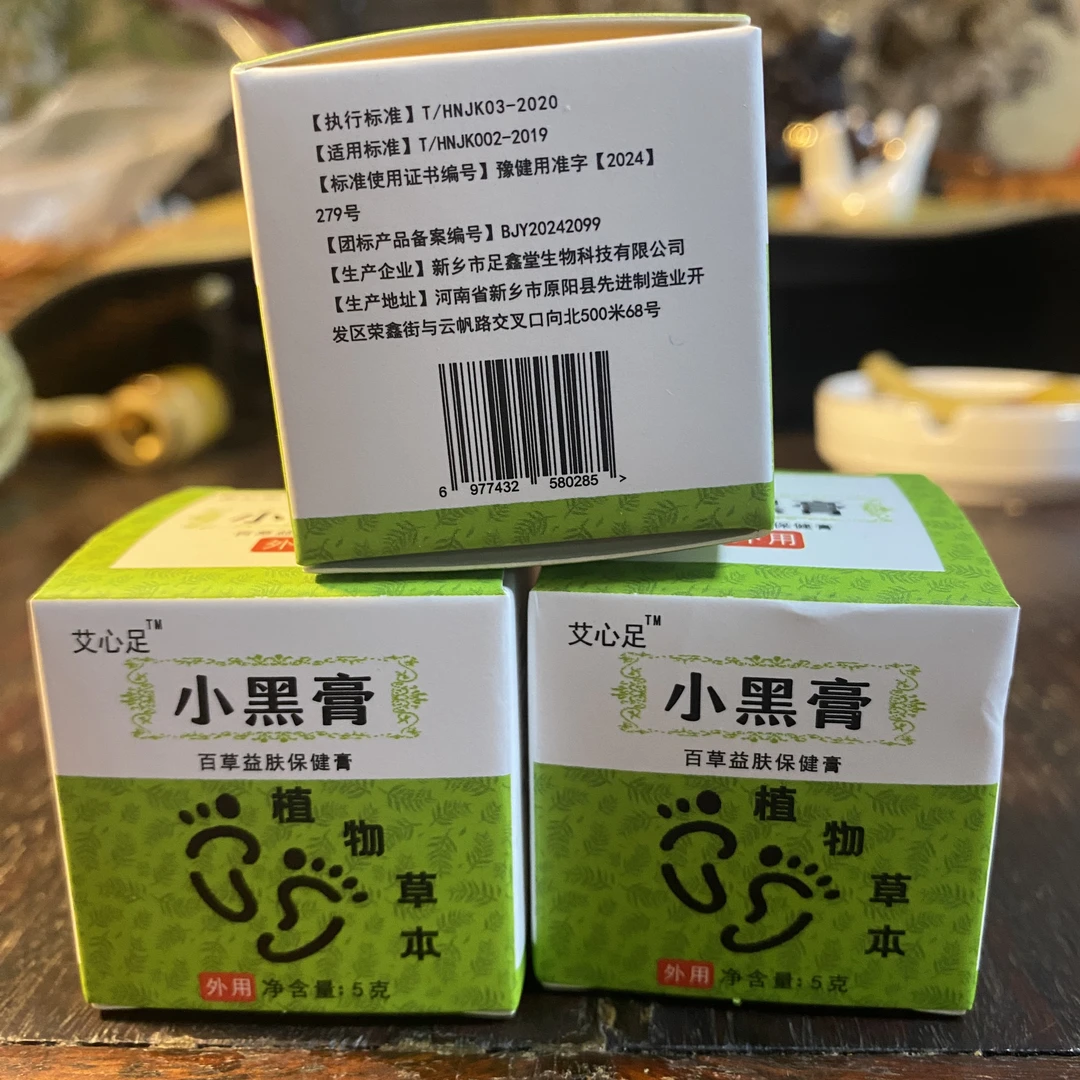 【执行标准】T/HNJK03-2020
【适用标准】T/HNJK002-2019
【标准使用证书编号】豫健用准字【2024】
279号
【团标产品备案编号】BJY20242099
【生产企业】新乡市足鑫堂生物科技有限公司
【生产地址】河南省新乡市原阳县先进制造业开
发区荣鑫街与云帆路交叉口向北500米68号
6 977432 580285 >
小
外
膏
保健膏
外用
艾心足TM
小黑膏
百草益肤保健膏
植物草本
外用 净含量:5克
艾心足TM
小黑膏
百草益肤保健膏
植物草本
外用 净含量:5克